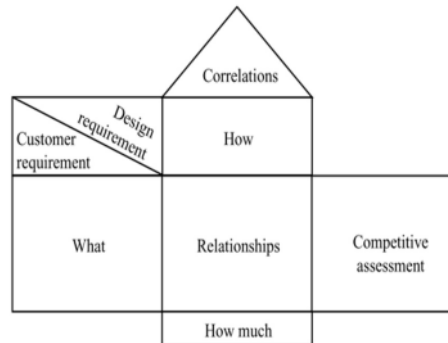 Correlations
Design
requirement
Customer
requirement
How
What
Relationships
Competitive
assessment
How much